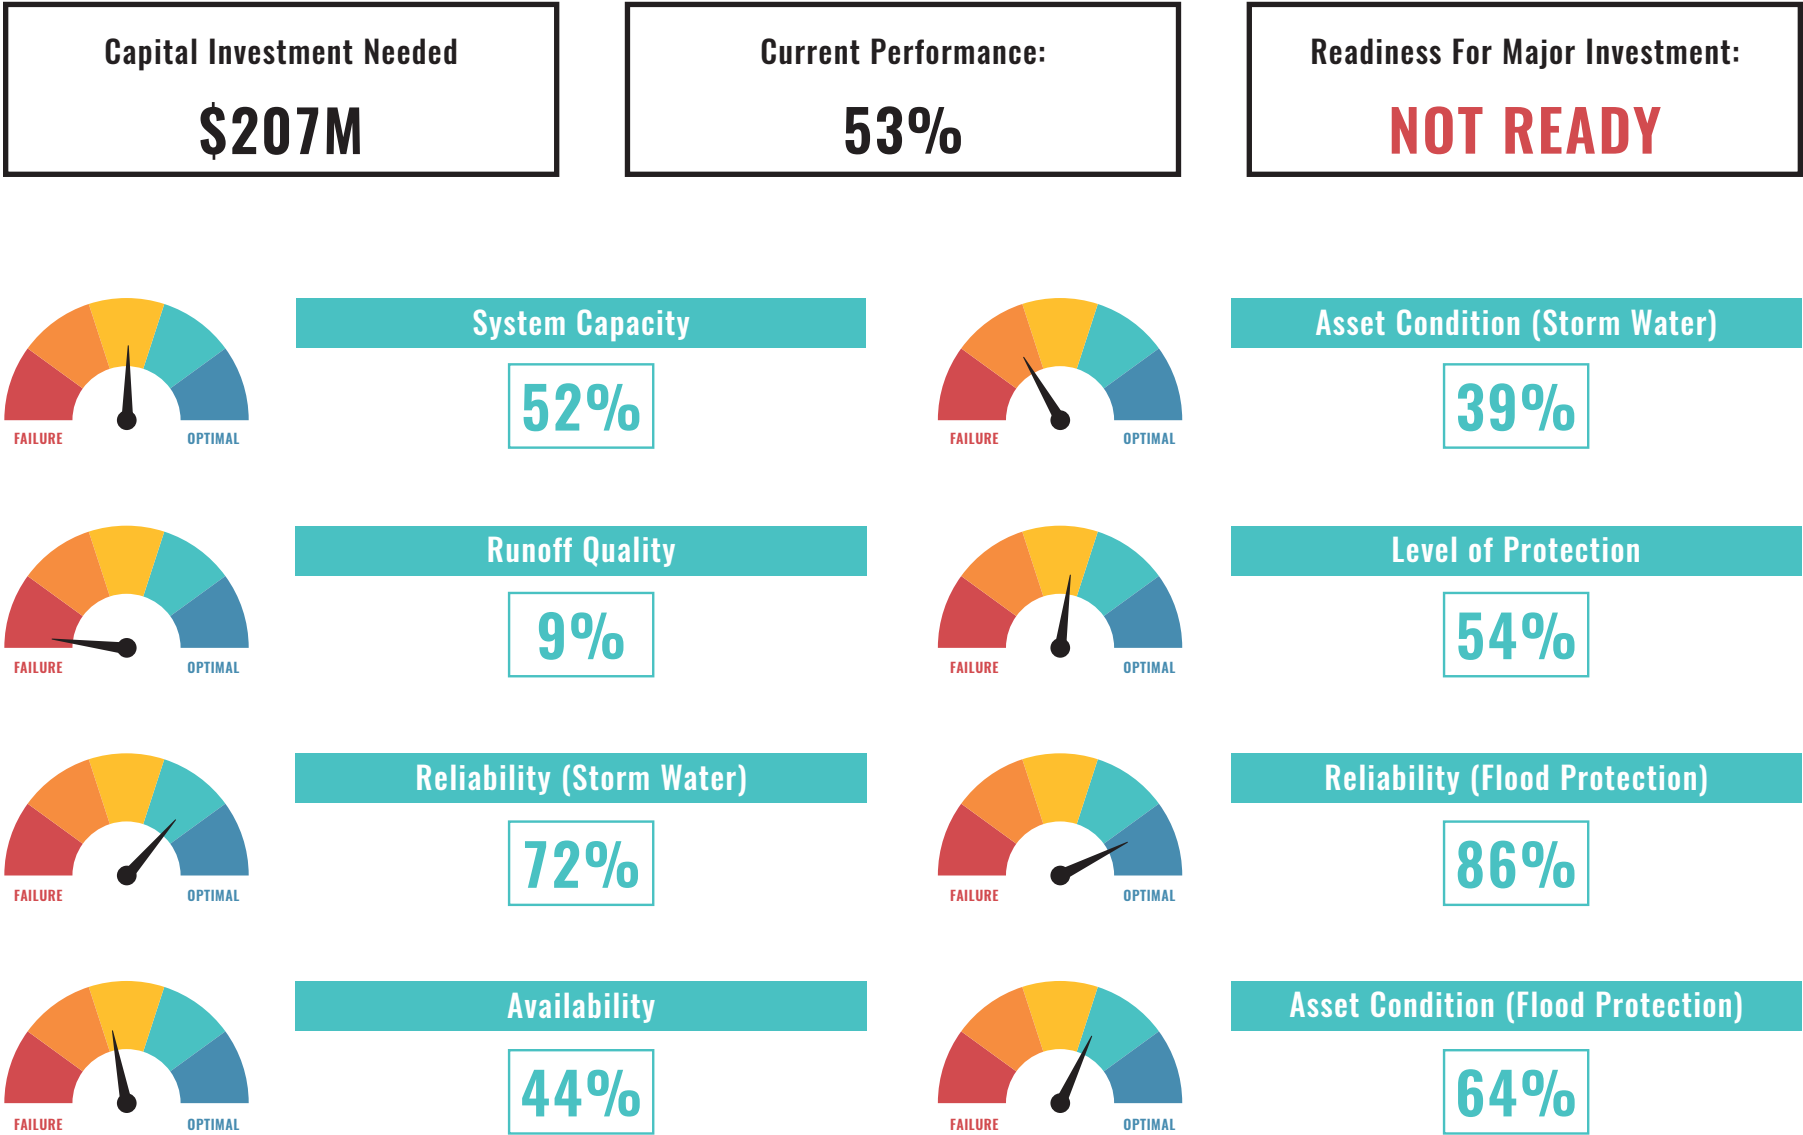 Capital Investment Needed
$207M
Current Performance:
53%
Readiness For Major Investment:
NOT READY
System Capacity
52%
FAILURE
OPTIMAL
Asset Condition (Storm Water)
39%
FAILURE
OPTIMAL
Runoff Quality
9%
FAILURE
OPTIMAL
Level of Protection
54%
FAILURE
OPTIMAL
Reliability (Storm Water)
72%
FAILURE
OPTIMAL
Reliability (Flood Protection)
86%
FAILURE
OPTIMAL
Availability
44%
FAILURE
OPTIMAL
Asset Condition (Flood Protection)
64%
FAILURE
OPTIMAL